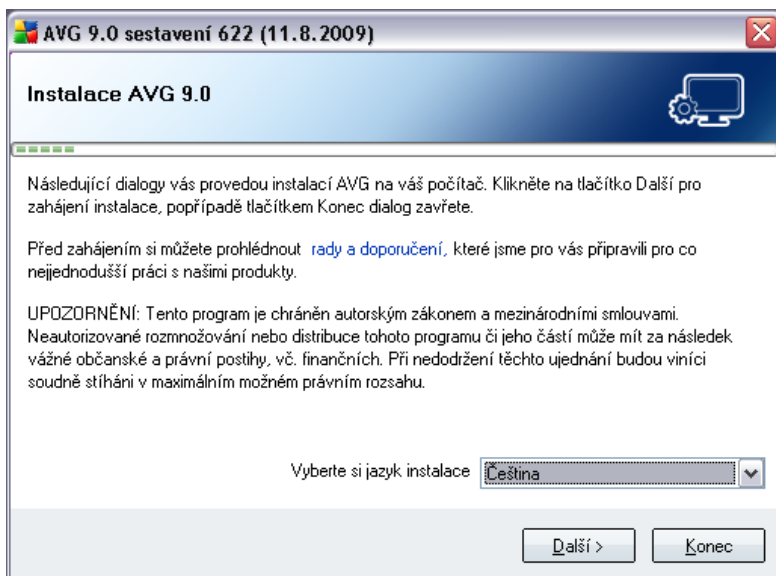 AVG 9.0 sestavení 622 (11.8.2009)
Instalace AVG 9.0
Následující dialogy vás provedou instalací AVG na váš počítač. Klikněte na tlačítko Další pro
zahájení instalace, popřípadě tlačítkem Konec dialog zavřete.
Před zahájením si můžete prohlédnout rady a doporučení, které jsme pro vás připravili pro co
nejjednodušší práci s našimi produkty.
UPOZORNĚNÍ: Tento program je chráněn autorským zákonem a mezinárodními smlouvami.
Neautorizované rozmnožování nebo distribuce tohoto programu či jeho částí může mít za následek
vážné občanské a právní postihy, vč. finančních. Při nedodržení těchto ujednání budou viníci
soudně stíháni v maximálním možném právním rozsahu.
Vyberte si jazyk instalace Čeština
Další > Konec